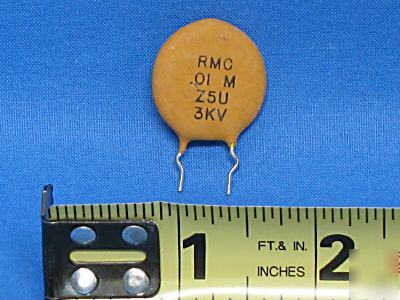 RMC
.01 M
Z5U
3KV
1 FT.& IN. 2
INCHES